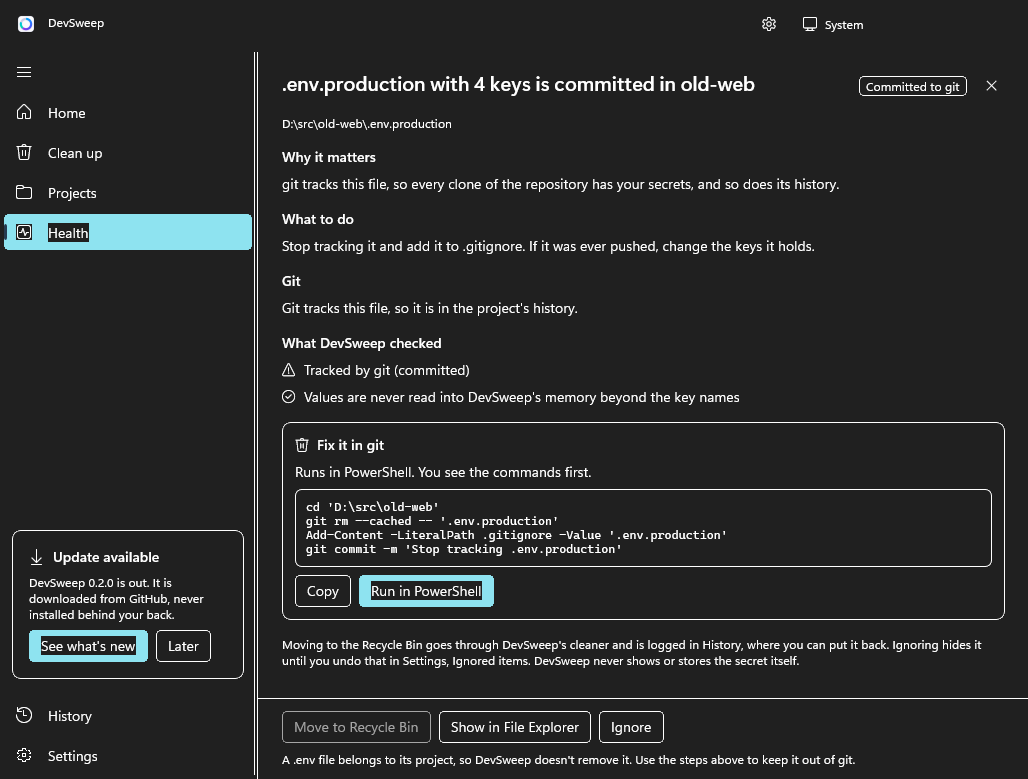 DevSweep
System
Home
Clean up
Projects
Health
Update available
DevSweep 0.2.0 is out. It is
downloaded from GitHub, never
installed behind your back.
See what's new
Later
History
Settings
.env.production with 4 keys is committed in old-web
Committed to git
D:\src\old-web\.env.production
Why it matters
git tracks this file, so every clone of the repository has your secrets, and so does its history.
What to do
Stop tracking it and add it to .gitignore. If it was ever pushed, change the keys it holds.
Git
Git tracks this file, so it is in the project's history.
What DevSweep checked
Tracked by git (committed)
Values are never read into DevSweep's memory beyond the key names
Fix it in git
Runs in PowerShell. You see the commands first.
cd 'D:\src\old-web'
git rm --cached -- '.env.production'
Add-Content -LiteralPath .gitignore -Value '.env.production'
git commit -m 'Stop tracking .env.production'
Copy
Run in PowerShell
Moving to the Recycle Bin goes through DevSweep's cleaner and is logged in History, where you can put it back. Ignoring hides it
until you undo that in Settings, Ignored items. DevSweep never shows or stores the secret itself.
Move to Recycle Bin
Show in File Explorer
Ignore
A .env file belongs to its project, so DevSweep doesn't remove it. Use the steps above to keep it out of git.